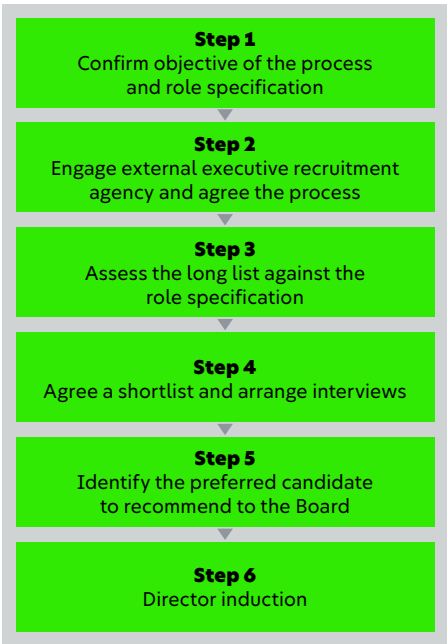 Step 1
Confirm objective of the process
and role specification
Step 2
Engage external executive recruitment
agency and agree the process
Step 3
Assess the long list against the
role specification
Step 4
Agree a shortlist and arrange interviews
Step 5
Identify the preferred candidate
to recommend to the Board
Step 6
Director induction